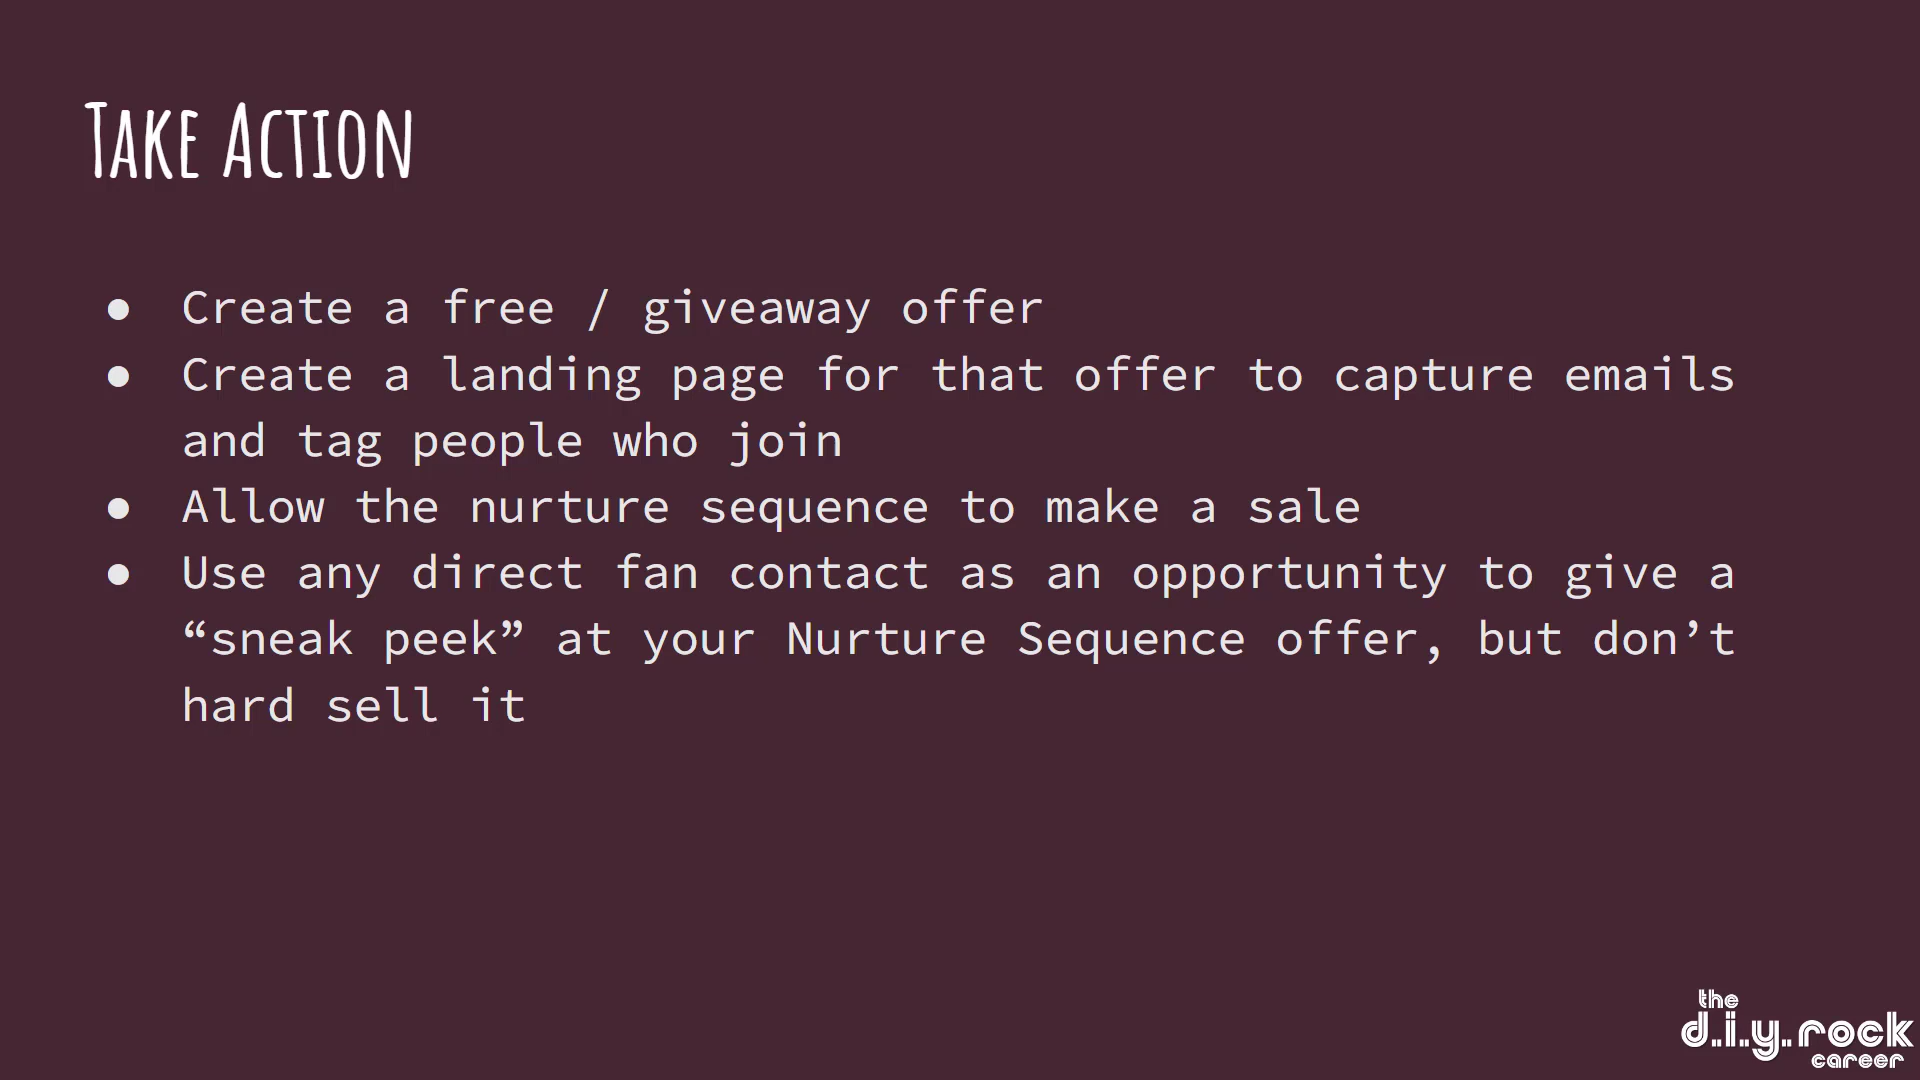 Take Action
● Create a free / giveaway offer
● Create a landing page for that offer to capture emails
and tag people who join
● Allow the nurture sequence to make a sale
● Use any direct fan contact as an opportunity to give a
“sneak peek” at your Nurture Sequence offer, but don’t
hard sell it
the
d.i.y.rock
career